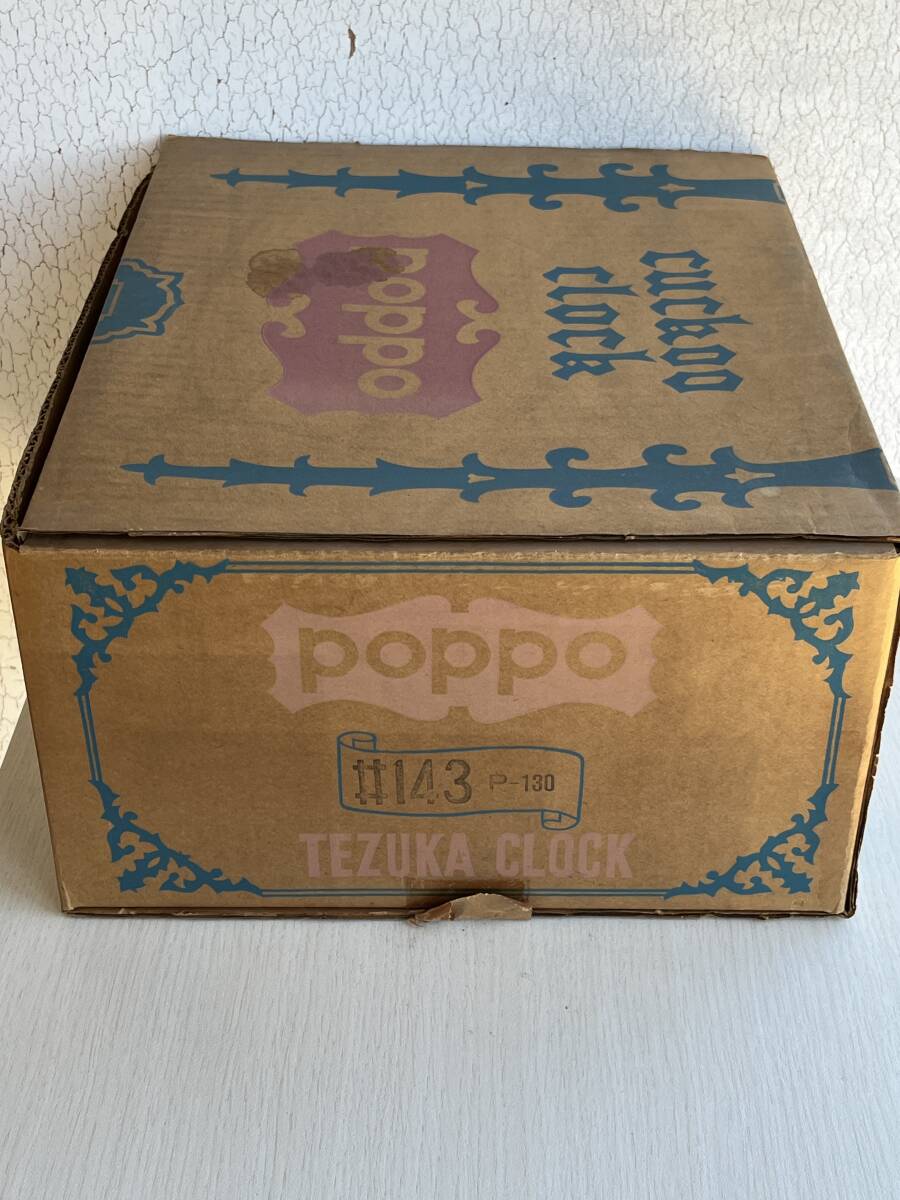 cuckoo
clock
poppo
poppo
#143 P-130
TEZUKA CLOCK